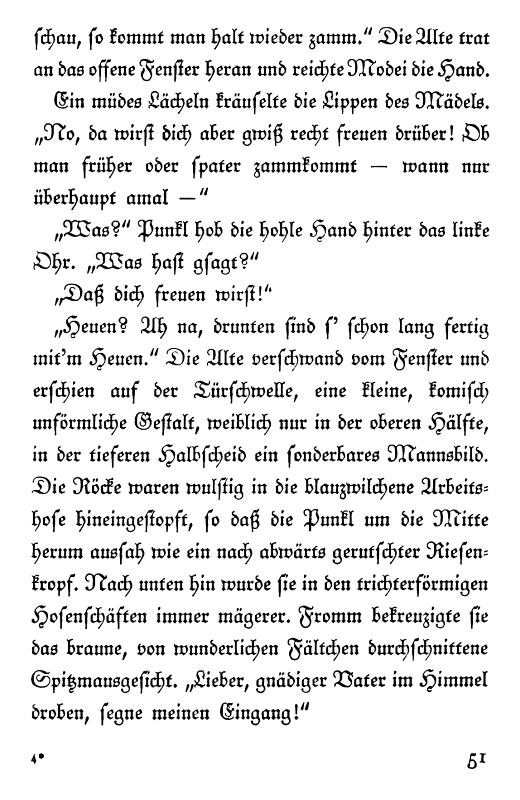 schau, so kommt man halt wieder zamm.“ Die Alte trat
an das offene Fenster heran und reichte Modei die Hand.
Ein müdes Lächeln kräuselte die Lippen des Mädels.
„No, da wirst dich aber gwiß recht freuen drüber! Ob
man früher oder spater zammkommt — wann nur
überhaupt amal —“
„Was?“ Punkl hob die hohle Hand hinter das linke
Ohr. „Was hast gsagt?“
„Daß dich freuen wirst!“
„Heuen? Ah na, drunten sind s' schon lang fertig
mit'm Heuen.“ Die Alte verschwand vom Fenster und
erschien auf der Türschwelle, eine kleine, komisch
unförmliche Gestalt, weiblich nur in der oberen Hälfte,
in der tieferen Halbscheid ein sonderbares Mannsbild.
Die Röcke waren wulstig in die blauzwilchene Arbeits-
hose hineingestopft, so daß die Punkl um die Mitte
herum aussah wie ein nach abwärts gerutschter Riesen-
kropf. Nach unten hin wurde sie in den trichterförmigen
Hosenschäften immer mägerer. Fromm bekreuzigte sie
das braune, von wunderlichen Fältchen durchschnittene
Spitzmausgesicht. „Lieber, gnädiger Vater im Himmel
droben, segne meinen Eingang!“
4*
51